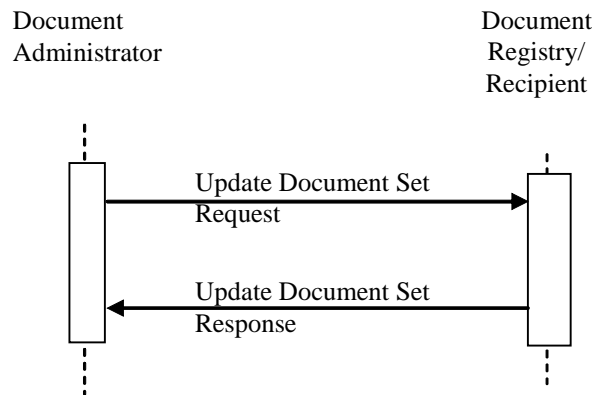 Document
Administrator
Document
Registry/
Recipient
Update Document Set
Request
Update Document Set
Response